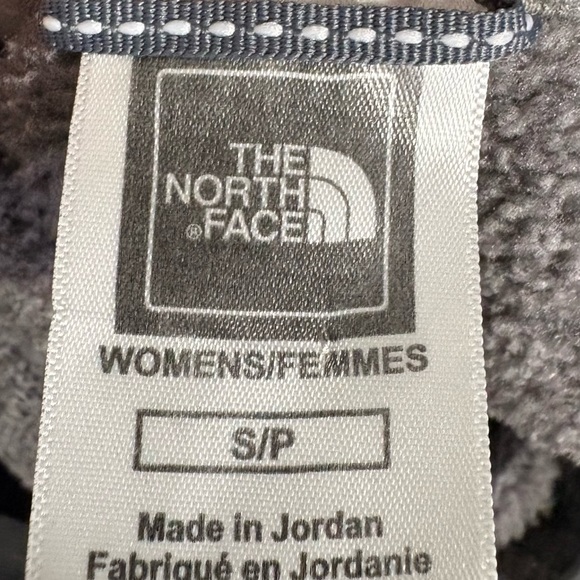 THE
NORTH
®FACE
WOMENS/FEMMES
S/P
Made in Jordan
Fabriqué en Jordanie